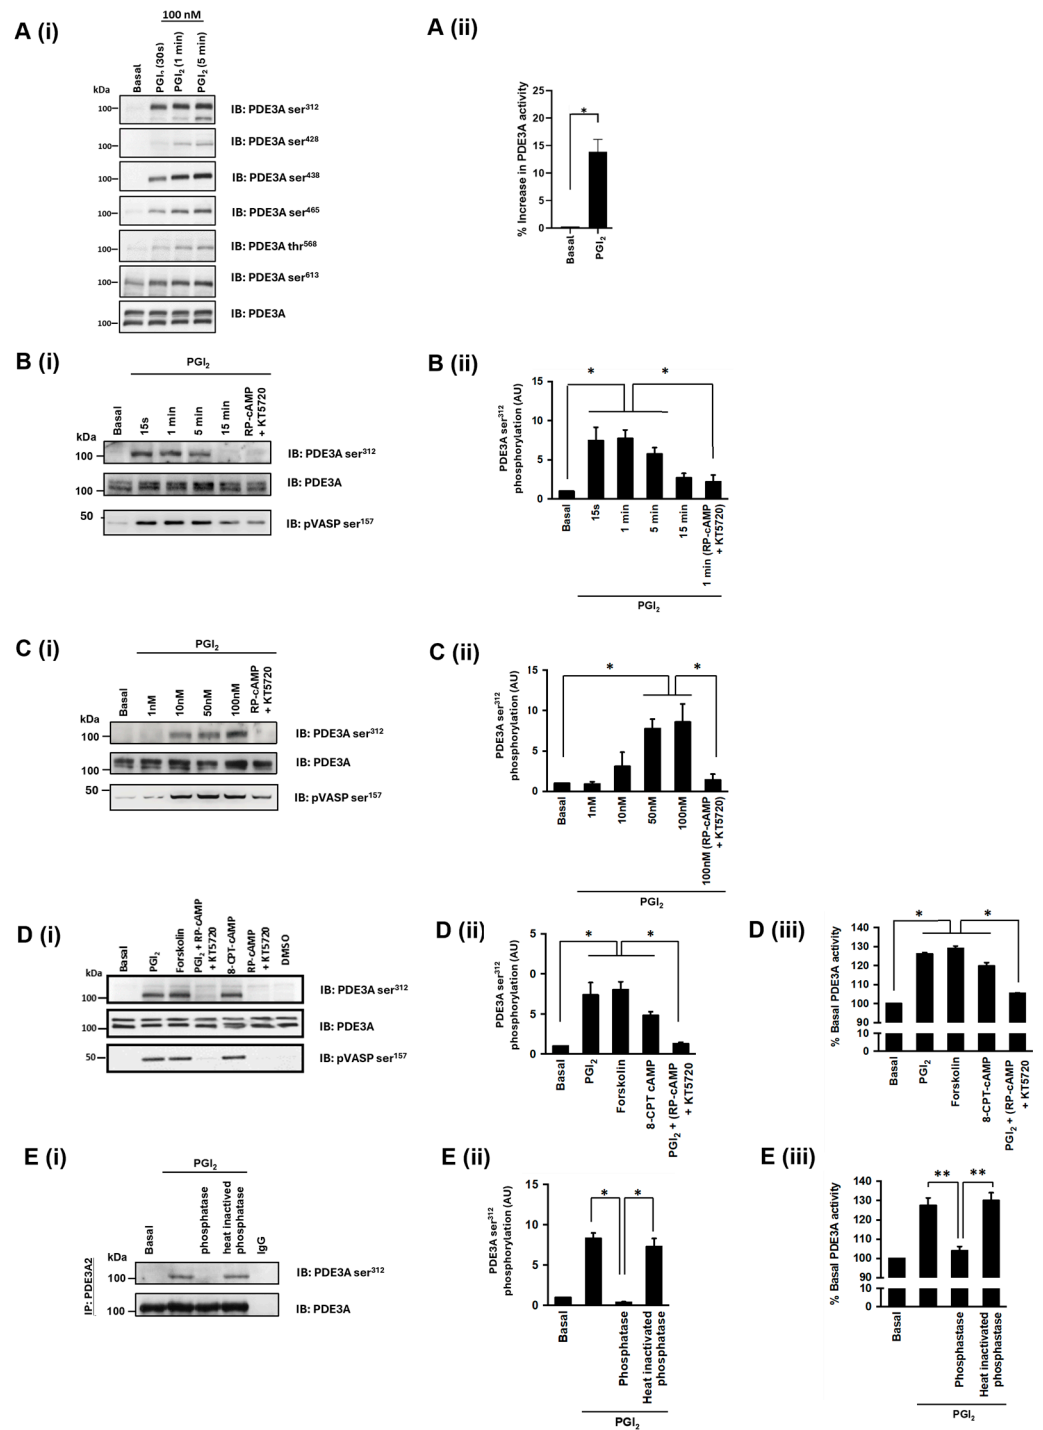 A (i)
100 nM
Basal
PGI₂ (30s)
PGI₂ (1 min)
PGI₂ (5 min)
kDa
100
IB: PDE3A ser³¹²
100
IB: PDE3A ser⁴²⁸
100
IB: PDE3A ser⁴³⁸
100
IB: PDE3A ser⁴⁶⁵
100
IB: PDE3A thr⁵⁶⁸
100
IB: PDE3A ser⁶¹³
100
IB: PDE3A
A (ii)
% Increase in PDE3A activity
25
20
15
10
5
0
*
Basal
PGI₂
B (i)
PGI₂
Basal
15s
1 min
5 min
15 min
RP-cAMP
+ KT5720
kDa
100
IB: PDE3A ser³¹²
100
IB: PDE3A
50
IB: pVASP ser¹⁵⁷
B (ii)
PDE3A ser³¹²
phosphorylation (AU)
15
10
5
0
*
*
Basal
15s
1 min
5 min
15 min
1 min (RP-cAMP
+ KT5720)
PGI₂
C (i)
PGI₂
Basal
1nM
10nM
50nM
100nM
RP-cAMP
+ KT5720
kDa
100
IB: PDE3A ser³¹²
100
IB: PDE3A
50
IB: pVASP ser¹⁵⁷
C (ii)
PDE3A ser³¹²
phosphorylation (AU)
15
10
5
0
*
*
Basal
1nM
10nM
50nM
100nM
100nM (RP-cAMP
+ KT5720)
PGI₂
D (i)
Basal
PGI₂
Forskolin
PGI₂ + RP-cAMP
+ KT5720
8-CPT-cAMP
RP-cAMP
+ KT5720
DMSO
kDa
100
IB: PDE3A ser³¹²
100
IB: PDE3A
50
IB: pVASP ser¹⁵⁷
D (ii)
PDE3A ser³¹²
phosphorylation (AU)
5
0
5
0
*
*
Basal
PGI₂
Forskolin
8-CPT cAMP
PGI₂ + (RP-cAMP
+ KT5720
D (iii)
% Basal PDE3A activity
140
130
120
110
100
90
10
0
*
*
Basal
PGI₂
Forskolin
8-CPT-cAMP
PGI₂ + (RP-cAMP
+ KT5720
E (i)
PGI₂
Basal
phosphatase
heat inactivated
phosphatase
IgG
IP: PDE3A2
kDa
100
IB: PDE3A ser³¹²
100
IB: PDE3A
E (ii)
PDE3A ser³¹²
phosphorylation (AU)
15
10
5
0
*
*
Basal
Phosphatase
Heat inactivated
phosphatase
PGI₂
E (iii)
% Basal PDE3A activity
140
130
120
110
100
90
10
0
**
**
Basal
Phosphastase
Heat inactivated
phosphastase
PGI₂